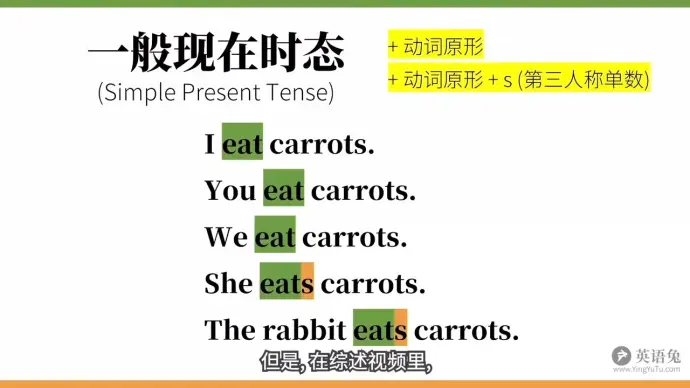 一般现在时态
(Simple Present Tense)
+ 动词原形
+ 动词原形 + s (第三人称单数)
I eat carrots.
You eat carrots.
We eat carrots.
She eats carrots.
The rabbit eats carrots.
但是, 在综述视频里,
英语兔
www.YingYuTu.com